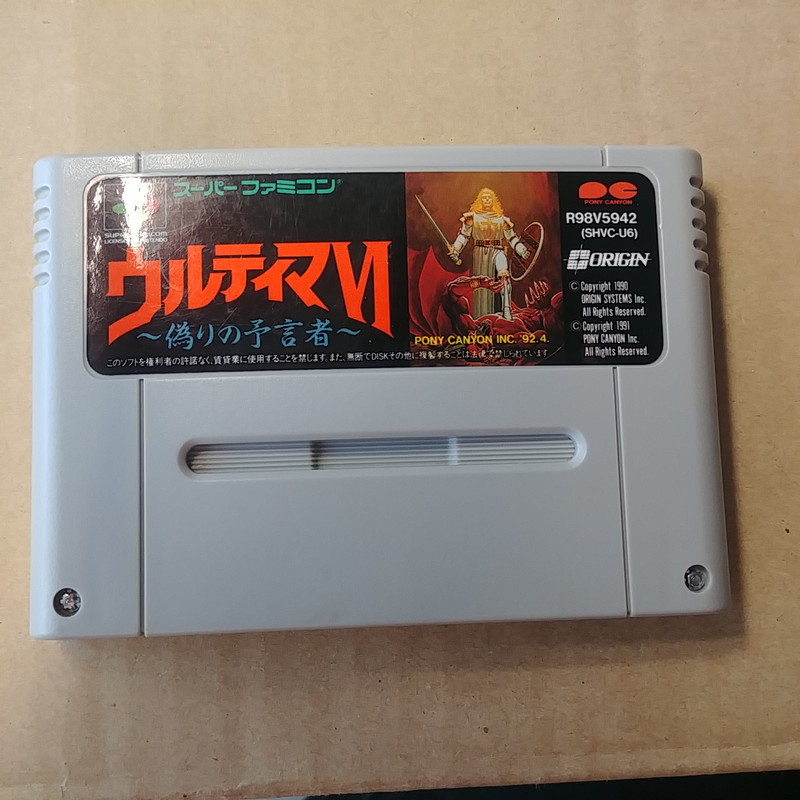 スーパーファミコン
ウルティマVI
〜偽りの予言者〜
このソフトを権利者の許諾なく、賃貸業に使用することを禁じます。また、無断でDISKその他に複製することは法律で禁じられています
PONY CANYON INC. '92.4.
PONY CANYON
R98V5942
(SHVC-U6)
ORIGIN
© Copyright 1990
ORIGIN SYSTEMS Inc.
All Rights Reserved.
© Copyright 1991
PONY CANYON Inc.
All Rights Reserved.